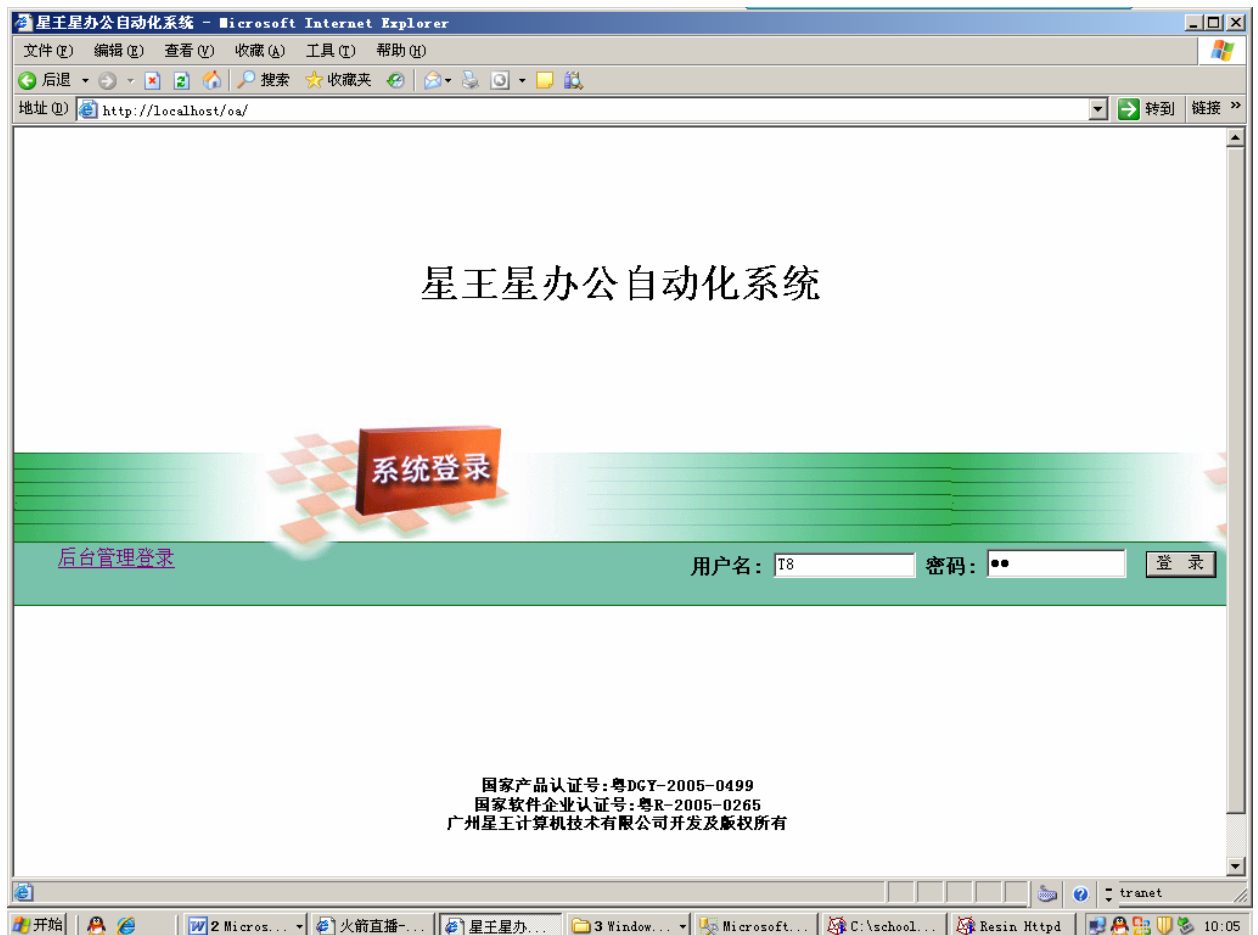 星王星办公自动化系统 - Microsoft Internet Explorer
文件(F) 编辑(E) 查看(V) 收藏(A) 工具(T) 帮助(H)
后退 搜索 收藏夹
地址(D) http://localhost/oa/ 转到 链接 »
星王星办公自动化系统
系统登录
后台管理登录 用户名: T8 密码: ●● 登 录
国家产品认证号:粤DGY-2005-0499
国家软件企业认证号:粤R-2005-0265
广州星王计算机技术有限公司开发及版权所有
tranet
开始 2 Micros... 火箭直播-... 星王星办... 3 Window... Microsoft... C:\school... Resin Httpd 10:05